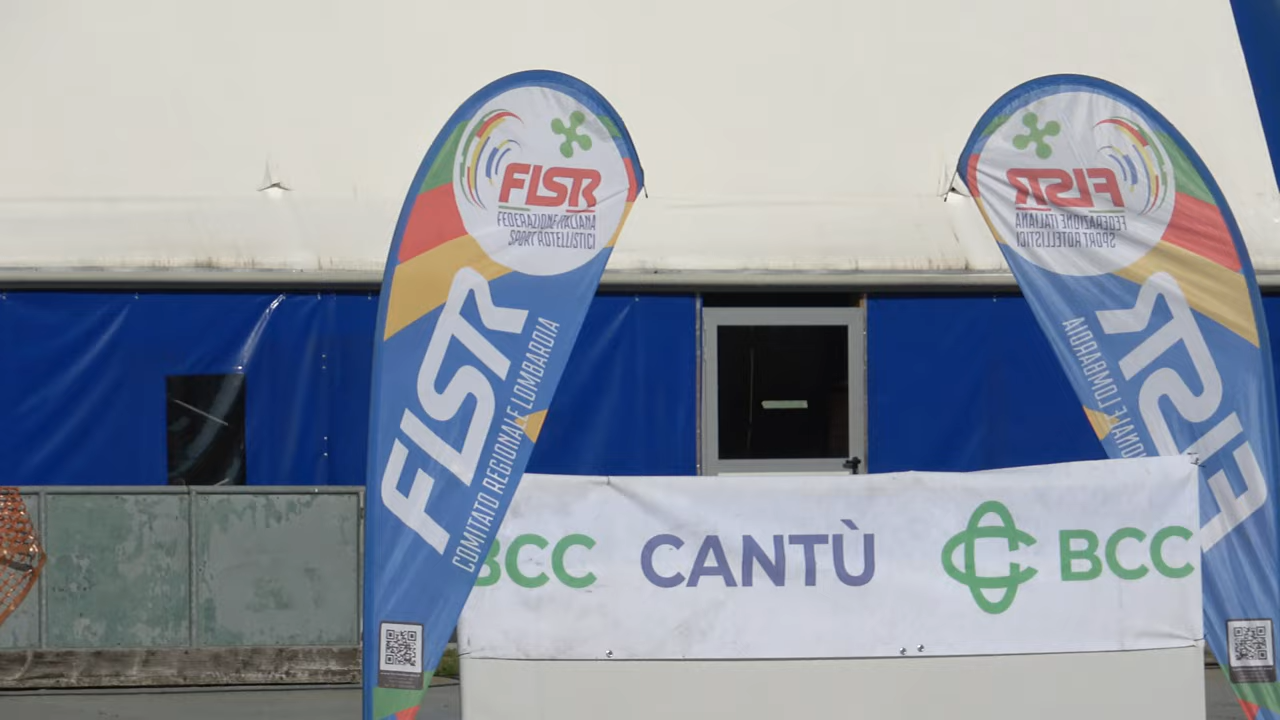 FISR
FEDERAZIONE ITALIANA
SPORT ROTELLISTICI
FISR
COMITATO REGIONALE LOMBARDIA
FISR
FEDERAZIONE ITALIANA
SPORT ROTELLISTICI
FISR
ONALE LOMBARDIA
BCC CANTÙ BCC